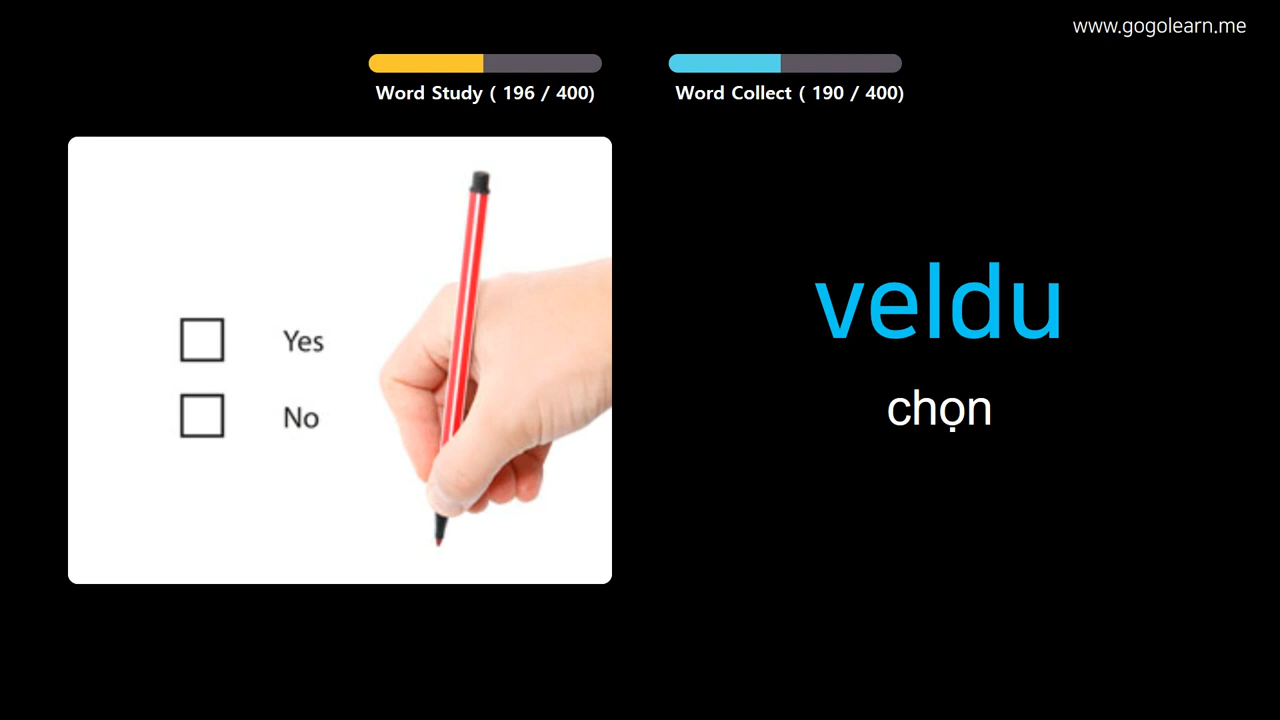 www.gogolearn.me
Word Study ( 196 / 400)
Word Collect ( 190 / 400)
Yes
No
veldu
chọn